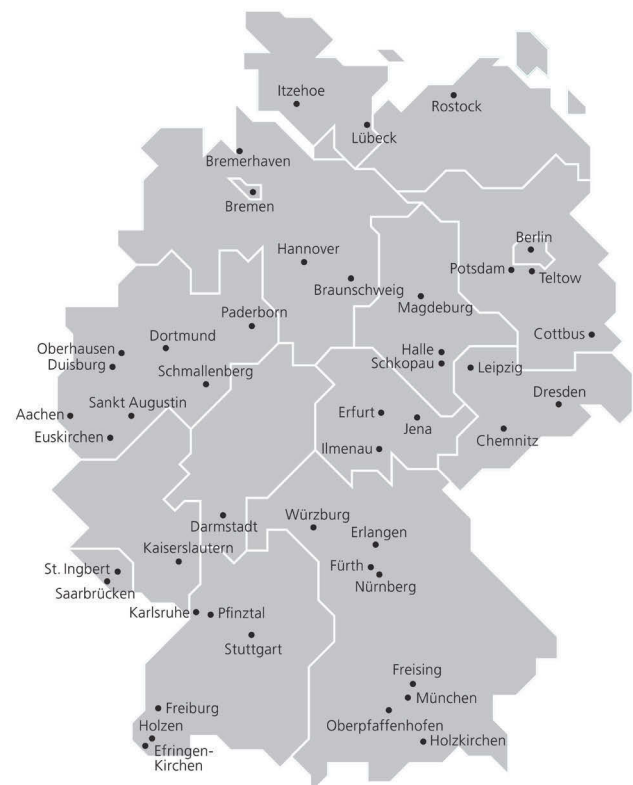 Itzehoe
Rostock
Lübeck
Bremerhaven
Bremen
Berlin
Hannover
Potsdam
Teltow
Braunschweig
Magdeburg
Paderborn
Cottbus
Dortmund
Oberhausen
Halle
Duisburg
Schkopau
Leipzig
Schmallenberg
Dresden
Sankt Augustin
Aachen
Erfurt
Jena
Euskirchen
Chemnitz
Ilmenau
Darmstadt
Würzburg
Erlangen
Kaiserslautern
Fürth
St. Ingbert
Nürnberg
Saarbrücken
Karlsruhe
Pfinztal
Stuttgart
Freising
München
Freiburg
Oberpfaffenhofen
Holzen
Holzkirchen
Efringen-
Kirchen